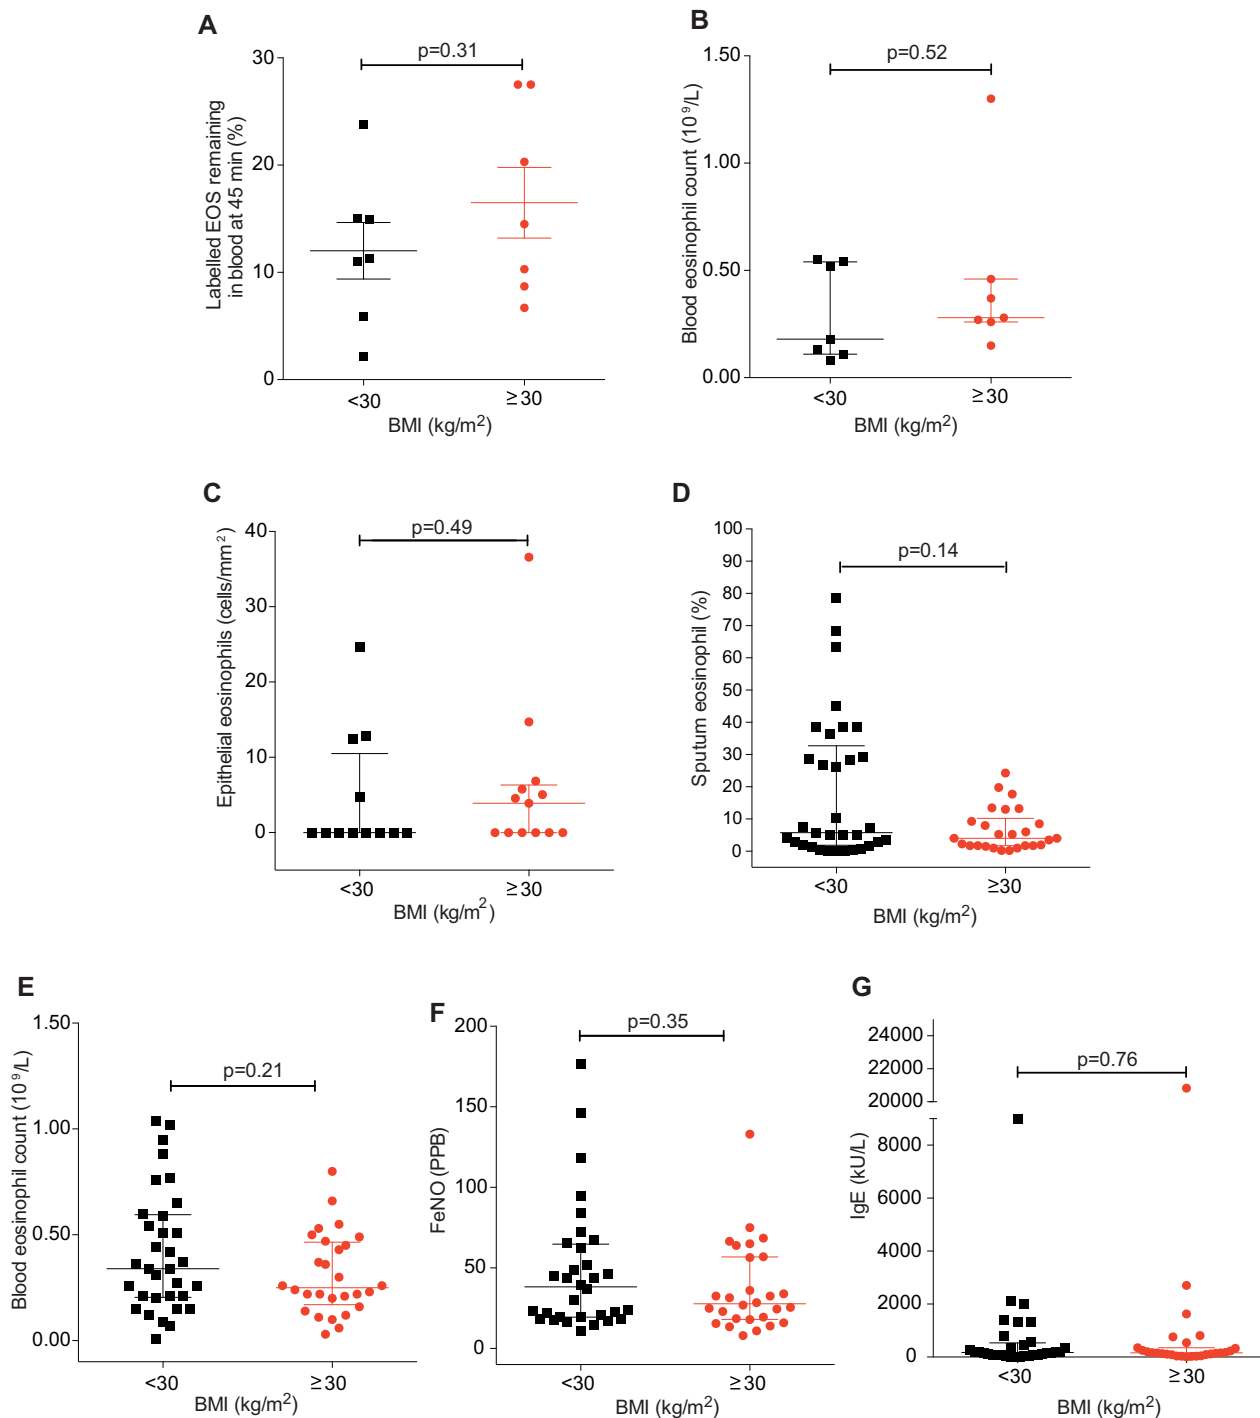 A
p=0.31
Labelled EOS remaining
in blood at 45 min (%)
30
20
10
0
<30
≥30
BMI (kg/m²)
B
p=0.52
Blood eosinophil count (10⁹/L)
1.50
1.00
0.50
0.00
<30
≥30
BMI (kg/m²)
C
p=0.49
Epithelial eosinophils (cells/mm²)
40
30
20
10
0
<30
≥30
BMI (kg/m²)
D
p=0.14
Sputum eosinophil (%)
100
90
80
70
60
50
40
30
20
10
0
<30
≥30
BMI (kg/m²)
E
p=0.21
Blood eosinophil count (10⁹/L)
1.50
1.00
0.50
0.00
<30
≥30
BMI (kg/m²)
F
p=0.35
FeNO (PPB)
200
150
100
50
0
<30
≥30
BMI (kg/m²)
G
p=0.76
IgE (kU/L)
24000
22000
20000
8000
6000
4000
2000
0
<30
≥30
BMI (kg/m²)